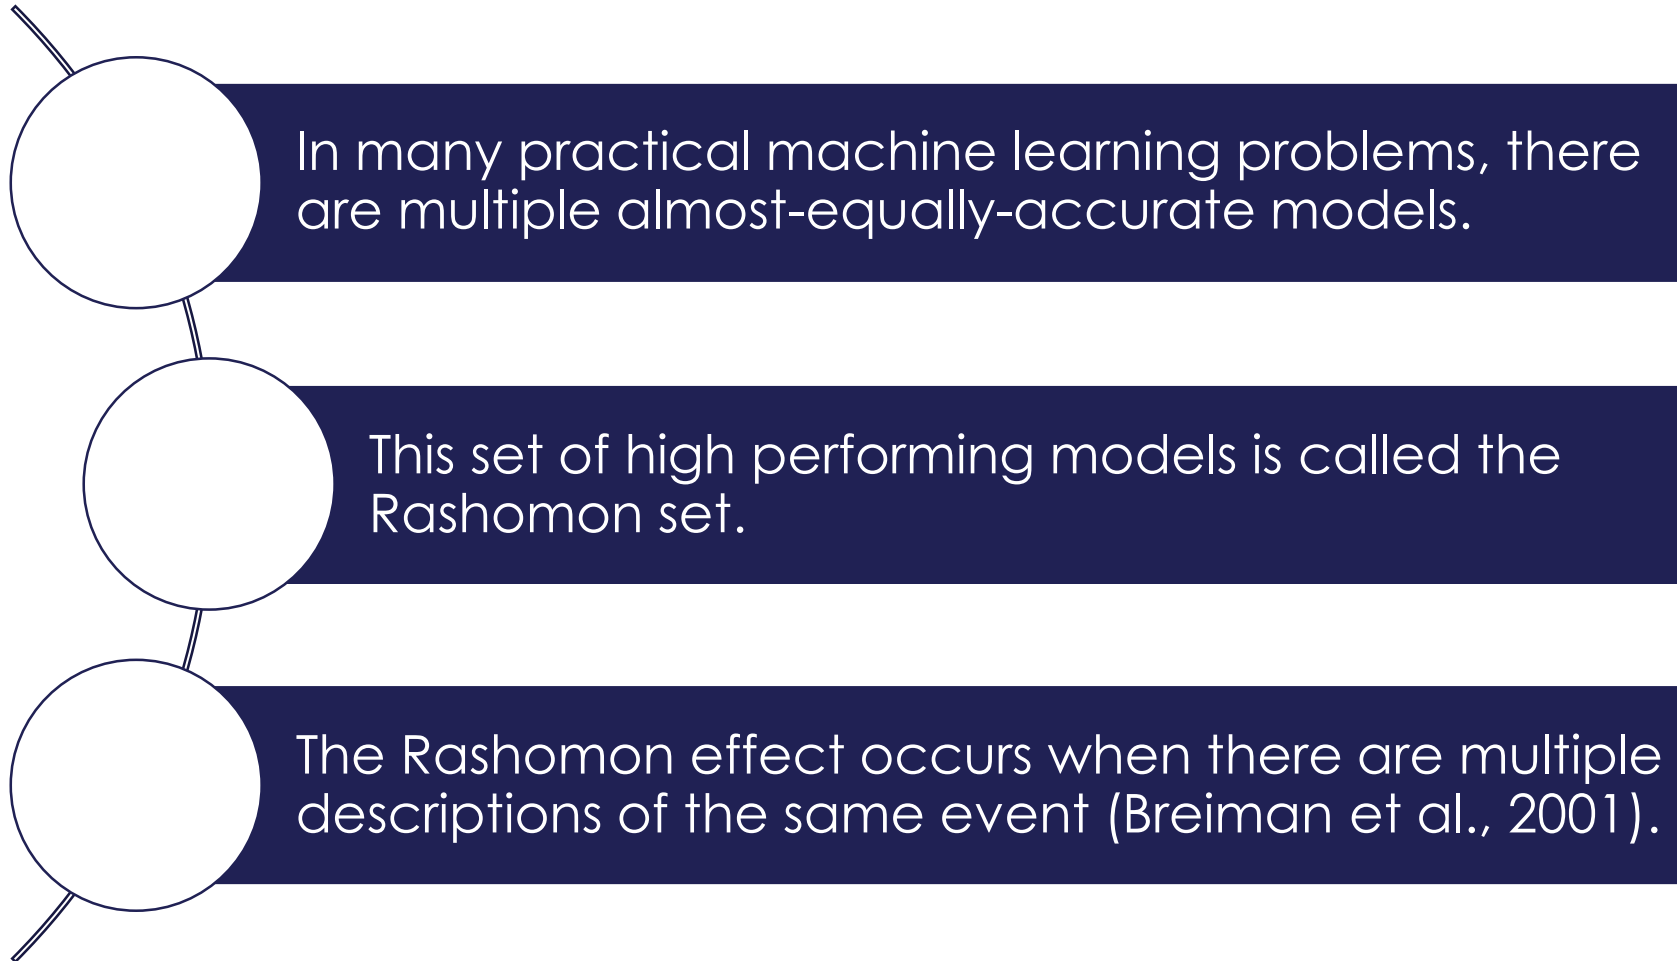 In many practical machine learning problems, there
are multiple almost-equally-accurate models.
This set of high performing models is called the
Rashomon set.
The Rashomon effect occurs when there are multiple
descriptions of the same event (Breiman et al., 2001).